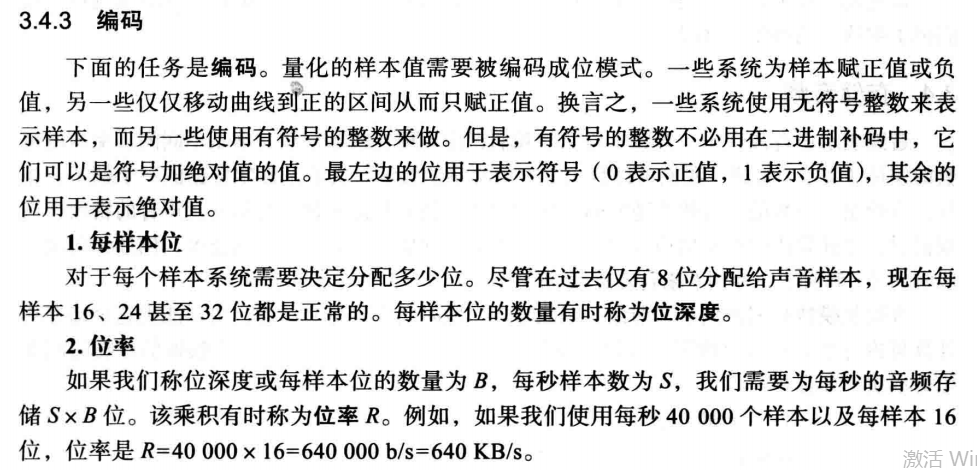 3.4.3 编码
下面的任务是编码。量化的样本值需要被编码成位模式。一些系统为样本赋正值或负
值，另一些仅仅移动曲线到正的区间从而只赋正值。换言之，一些系统使用无符号整数来表
示样本，而另一些使用有符号的整数来做。但是，有符号的整数不必用在二进制补码中，它
们可以是符号加绝对值的值。最左边的位用于表示符号（0 表示正值，1 表示负值），其余的
位用于表示绝对值。
1. 每样本位
对于每个样本系统需要决定分配多少位。尽管在过去仅有 8 位分配给声音样本，现在每
样本 16、24 甚至 32 位都是正常的。每样本位的数量有时称为位深度。
2. 位率
如果我们称位深度或每样本位的数量为 B，每秒样本数为 S，我们需要为每秒的音频存
储 S×B 位。该乘积有时称为位率 R。例如，如果我们使用每秒 40 000 个样本以及每样本 16
位，位率是 R=40 000 × 16=640 000 b/s=640 KB/s。
激活 Wi